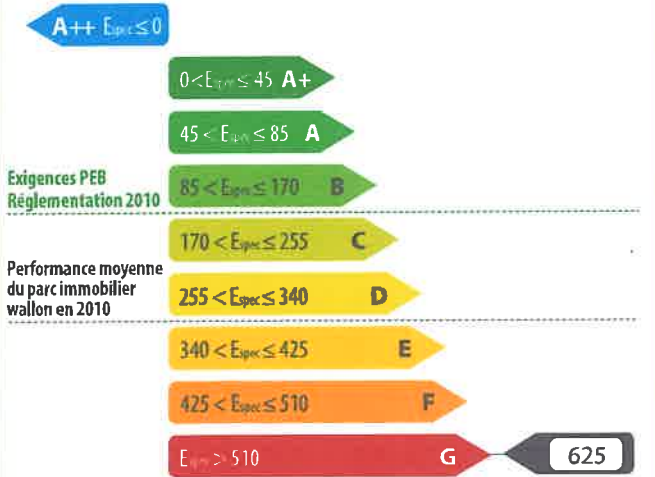 A++ Espec ≤ 0
0 < Espec ≤ 45 A+
45 < Espec ≤ 85 A
Exigences PEB
Réglementation 2010
85 < Espec ≤ 170 B
170 < Espec ≤ 255 C
Performance moyenne
du parc immobilier
wallon en 2010
255 < Espec ≤ 340 D
340 < Espec ≤ 425 E
425 < Espec ≤ 510 F
Espec > 510 G
625